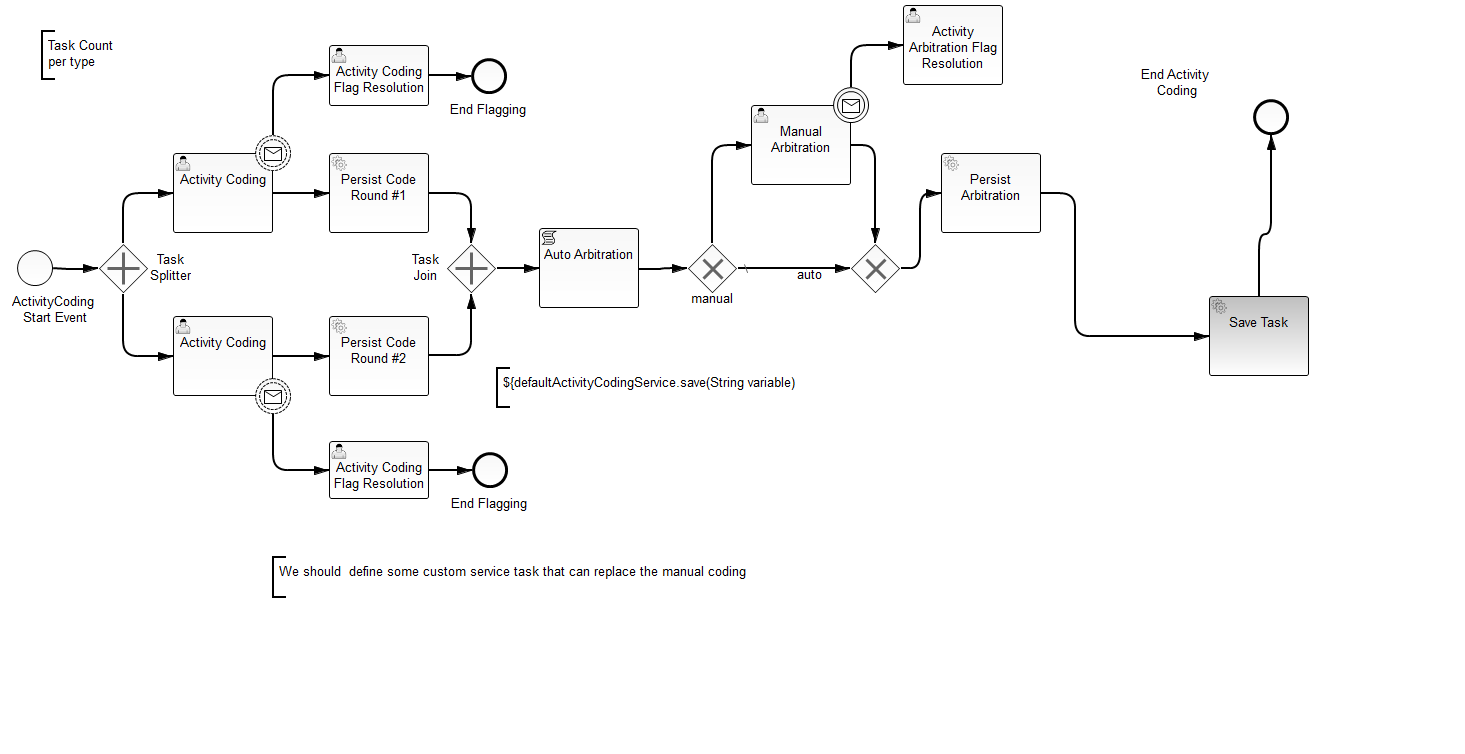 Task Count
per type
Activity Coding
Flag Resolution
End Flagging
Activity
Arbitration Flag
Resolution
End Activity
Coding
Manual
Arbitration
Activity Coding
Persist Code
Round #1
Persist
Arbitration
Task
Splitter
Task
Join
Auto Arbitration
auto
manual
ActivityCoding
Start Event
Activity Coding
Persist Code
Round #2
Save Task
${defaultActivityCodingService.save(String variable)
Activity Coding
Flag Resolution
End Flagging
We should  define some custom service task that can replace the manual coding